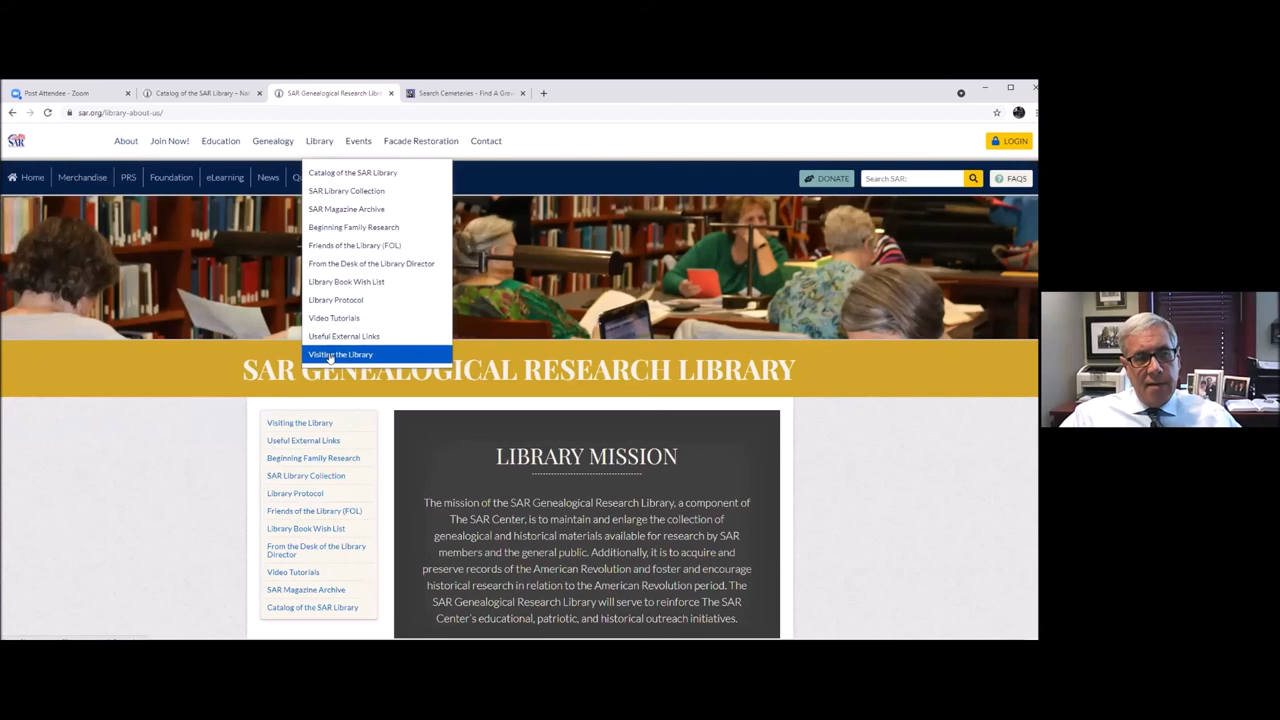 Post Attendee - Zoom
Catalog of the SAR Library – Nat
SAR Genealogical Research Libra
Search Cemeteries - Find A Grav
sar.org/library-about-us/
SAR
About
Join Now!
Education
Genealogy
Library
Events
Facade Restoration
Contact
LOGIN
Home
Merchandise
PRS
Foundation
eLearning
News
Qu
DONATE
Search SAR:
FAQS
Catalog of the SAR Library
SAR Library Collection
SAR Magazine Archive
Beginning Family Research
Friends of the Library (FOL)
From the Desk of the Library Director
Library Book Wish List
Library Protocol
Video Tutorials
Useful External Links
Visiting the Library
SAR GENEALOGICAL RESEARCH LIBRARY
Visiting the Library
Useful External Links
Beginning Family Research
SAR Library Collection
Library Protocol
Friends of the Library (FOL)
Library Book Wish List
From the Desk of the Library
Director
Video Tutorials
SAR Magazine Archive
Catalog of the SAR Library
LIBRARY MISSION
The mission of the SAR Genealogical Research Library, a component of
The SAR Center, is to maintain and enlarge the collection of
genealogical and historical materials available for research by SAR
members and the general public. Additionally, it is to acquire and
preserve records of the American Revolution and foster and encourage
historical research in relation to the American Revolution period. The
SAR Genealogical Research Library will serve to reinforce The SAR
Center's educational, patriotic, and historical outreach initiatives.